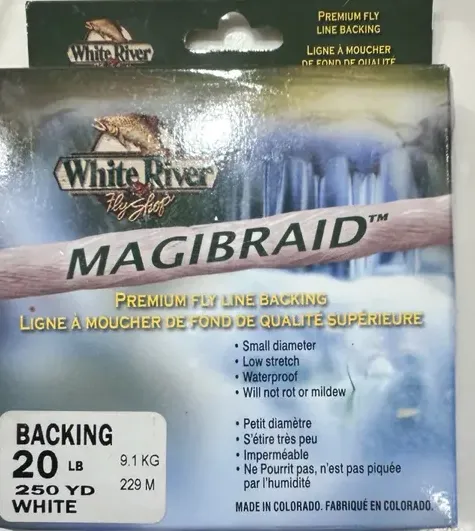 PREMIUM FLY
LINE BACKING
White River
LIGNE À MOUCHER
DE FOND DE QUALITÉ
White River
Fly Shop
MAGIBRAID™
PREMIUM FLY LINE BACKING
LIGNE À MOUCHER DE FOND DE QUALITÉ SUPÉRIEURE
• Small diameter
• Low stretch
• Waterproof
• Will not rot or mildew
• Petit diamètre
• S'étire très peu
• Imperméable
• Ne Pourrit pas, n'est pas piquée
par l'humidité
BACKING
20 LB 9.1 KG
250 YD 229 M
WHITE
MADE IN COLORADO. FABRIQUÉ EN COLORADO.